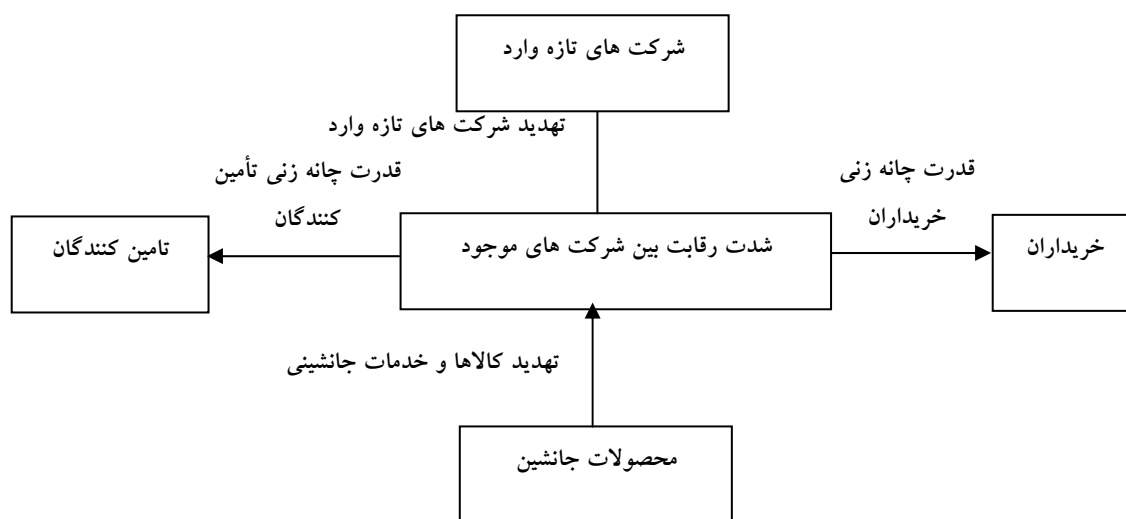 شرکت های تازه وارد
تهدید شرکت های تازه وارد
قدرت چانه زنی
خریداران
قدرت چانه زنی تأمین
کنندگان
خریداران
شدت رقابت بین شرکت های موجود
تامین کنندگان
تهدید کالاها و خدمات جانشینی
محصولات جانشین